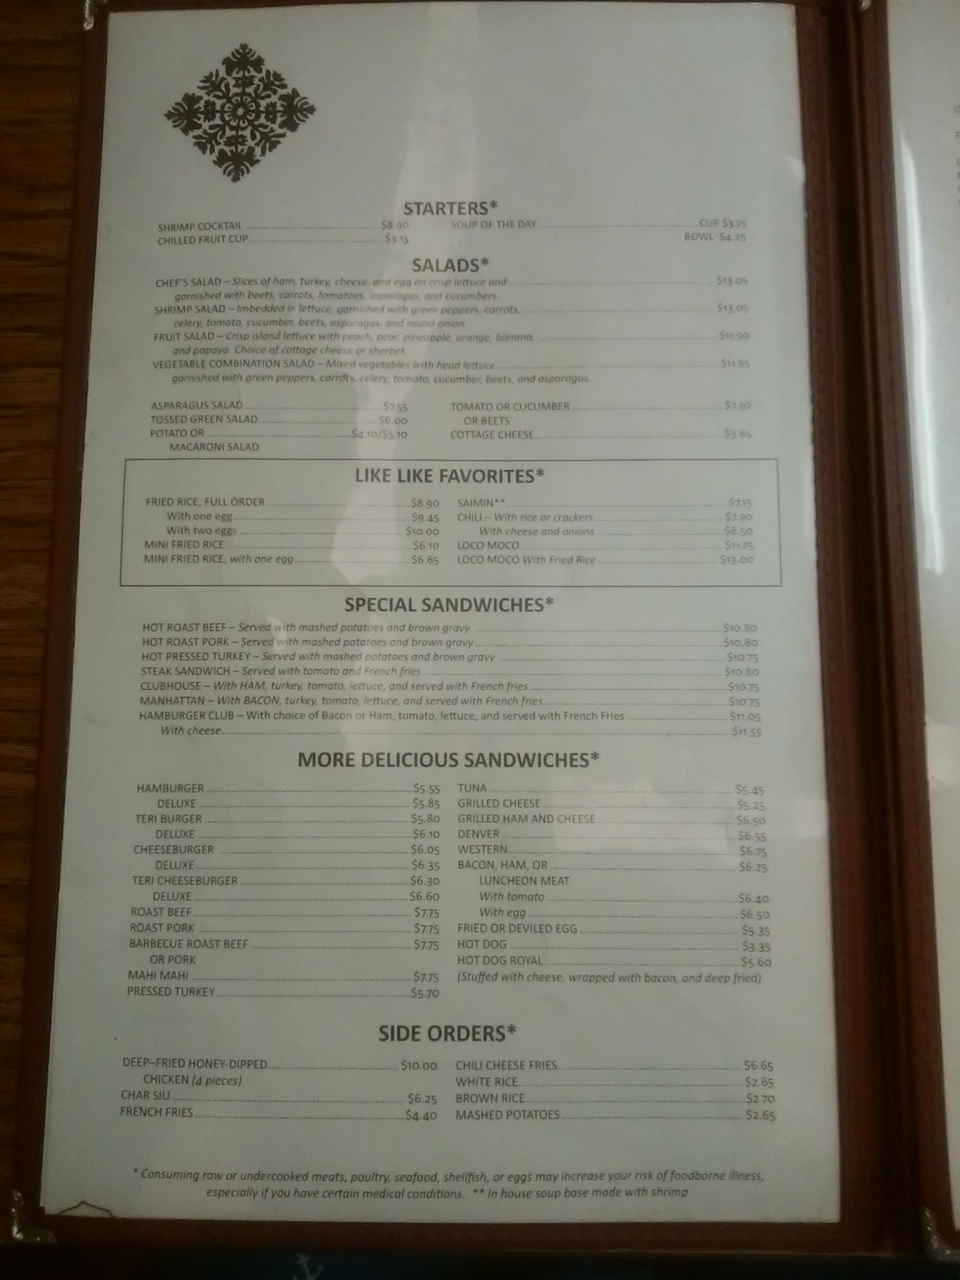 STARTERS*
SHRIMP COCKTAIL $8.90 SOUP OF THE DAY CUP $3.75
CHILLED FRUIT CUP $3.15 BOWL $4.25
SALADS*
CHEF'S SALAD – Slices of ham, turkey, cheese, and egg on crisp lettuce and $13.05
garnished with beets, carrots, tomatoes, asparagus, and cucumbers.
SHRIMP SALAD – Imbedded in lettuce, garnished with green peppers, carrots, $13.05
celery, tomato, cucumber, beets, asparagus, and round onion
FRUIT SALAD – Crisp island lettuce with peach, pear, pineapple, orange, banana, $11.90
and papaya. Choice of cottage cheese or sherbet
VEGETABLE COMBINATION SALAD – Mixed vegetables with head lettuce $11.65
garnished with green peppers, carrots, celery, tomato, cucumber, beets, and asparagus.
ASPARAGUS SALAD $7.55 TOMATO OR CUCUMBER $7.30
TOSSED GREEN SALAD $6.00 OR BEETS
POTATO OR $4.10/$5.10 COTTAGE CHEESE $3.65
MACARONI SALAD
LIKE LIKE FAVORITES*
FRIED RICE, FULL ORDER $8.90 SAIMIN** $7.15
With one egg $9.45 CHILI – With rice or crackers $7.90
With two eggs $10.00 With cheese and onions $8.50
MINI FRIED RICE $6.10 LOCO MOCO $11.75
MINI FRIED RICE, with one egg $6.65 LOCO MOCO With Fried Rice $13.00
SPECIAL SANDWICHES*
HOT ROAST BEEF – Served with mashed potatoes and brown gravy $10.80
HOT ROAST PORK – Served with mashed potatoes and brown gravy $10.80
HOT PRESSED TURKEY – Served with mashed potatoes and brown gravy $10.75
STEAK SANDWICH – Served with tomato and French fries $10.80
CLUBHOUSE – With HAM, turkey, tomato, lettuce, and served with French fries $10.75
MANHATTAN – With BACON, turkey, tomato, lettuce, and served with French fries $10.75
HAMBURGER CLUB – With choice of Bacon or Ham, tomato, lettuce, and served with French Fries $11.05
With cheese $11.55
MORE DELICIOUS SANDWICHES*
HAMBURGER $5.55 TUNA $5.45
DELUXE $5.85 GRILLED CHEESE $5.25
TERI BURGER $5.80 GRILLED HAM AND CHEESE $6.50
DELUXE $6.10 DENVER $6.55
CHEESEBURGER $6.05 WESTERN $6.75
DELUXE $6.35 BACON, HAM, OR $6.25
TERI CHEESEBURGER $6.30 LUNCHEON MEAT
DELUXE $6.60 With tomato $6.40
ROAST BEEF $7.75 With egg $6.50
ROAST PORK $7.75 FRIED OR DEVILED EGG $5.35
BARBECUE ROAST BEEF $7.75 HOT DOG $3.35
OR PORK HOT DOG ROYAL $5.60
MAHI MAHI $7.75 (Stuffed with cheese, wrapped with bacon, and deep fried)
PRESSED TURKEY $5.70
SIDE ORDERS*
DEEP-FRIED HONEY-DIPPED $10.00 CHILI CHEESE FRIES $6.65
CHICKEN (4 pieces) WHITE RICE $2.65
CHAR SIU $6.25 BROWN RICE $2.70
FRENCH FRIES $4.40 MASHED POTATOES $2.65
* Consuming raw or undercooked meats, poultry, seafood, shellfish, or eggs may increase your risk of foodborne illness,
especially if you have certain medical conditions. ** In house soup base made with shrimp